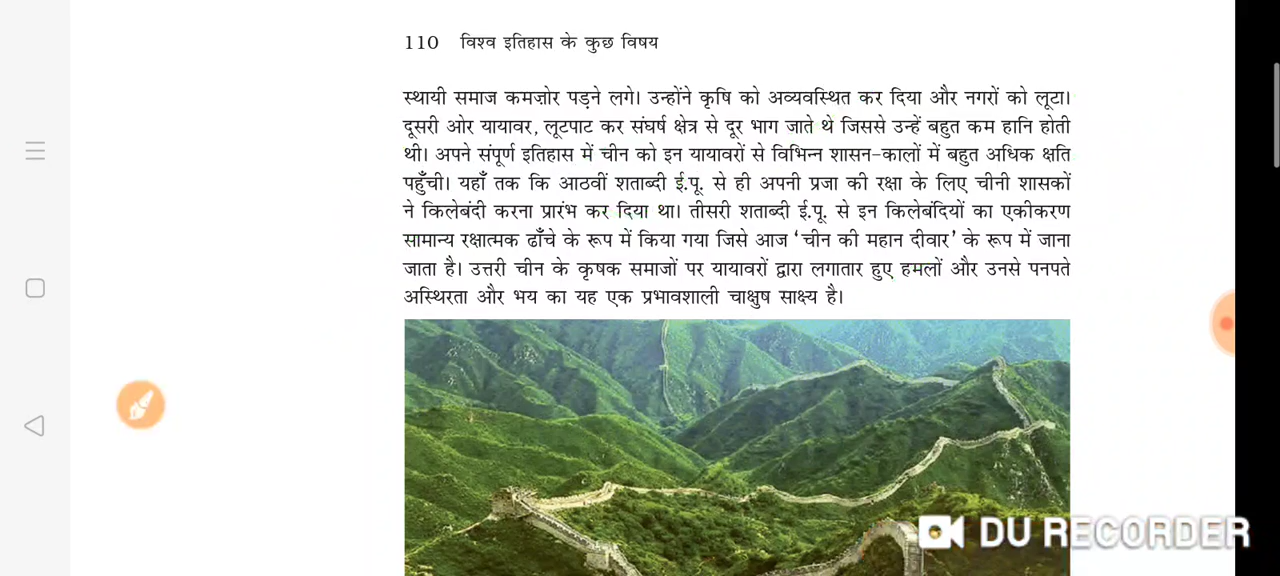 110 विश्व इतिहास के कुछ विषय
स्थायी समाज कमज़ोर पड़ने लगे। उन्होंने कृषि को अव्यवस्थित कर दिया और नगरों को लूटा।
दूसरी ओर यायावर, लूटपाट कर संघर्ष क्षेत्र से दूर भाग जाते थे जिससे उन्हें बहुत कम हानि होती
थी। अपने संपूर्ण इतिहास में चीन को इन यायावरों से विभिन्न शासन-कालों में बहुत अधिक क्षति
पहुँची। यहाँ तक कि आठवीं शताब्दी ई.पू. से ही अपनी प्रजा की रक्षा के लिए चीनी शासकों
ने किलेबंदी करना प्रारंभ कर दिया था। तीसरी शताब्दी ई.पू. से इन किलेबंदियों का एकीकरण
सामान्य रक्षात्मक ढाँचे के रूप में किया गया जिसे आज ‘चीन की महान दीवार’ के रूप में जाना
जाता है। उत्तरी चीन के कृषक समाजों पर यायावरों द्वारा लगातार हुए हमलों और उनसे पनपते
अस्थिरता और भय का यह एक प्रभावशाली चाक्षुष साक्ष्य है।
DU RECORDER